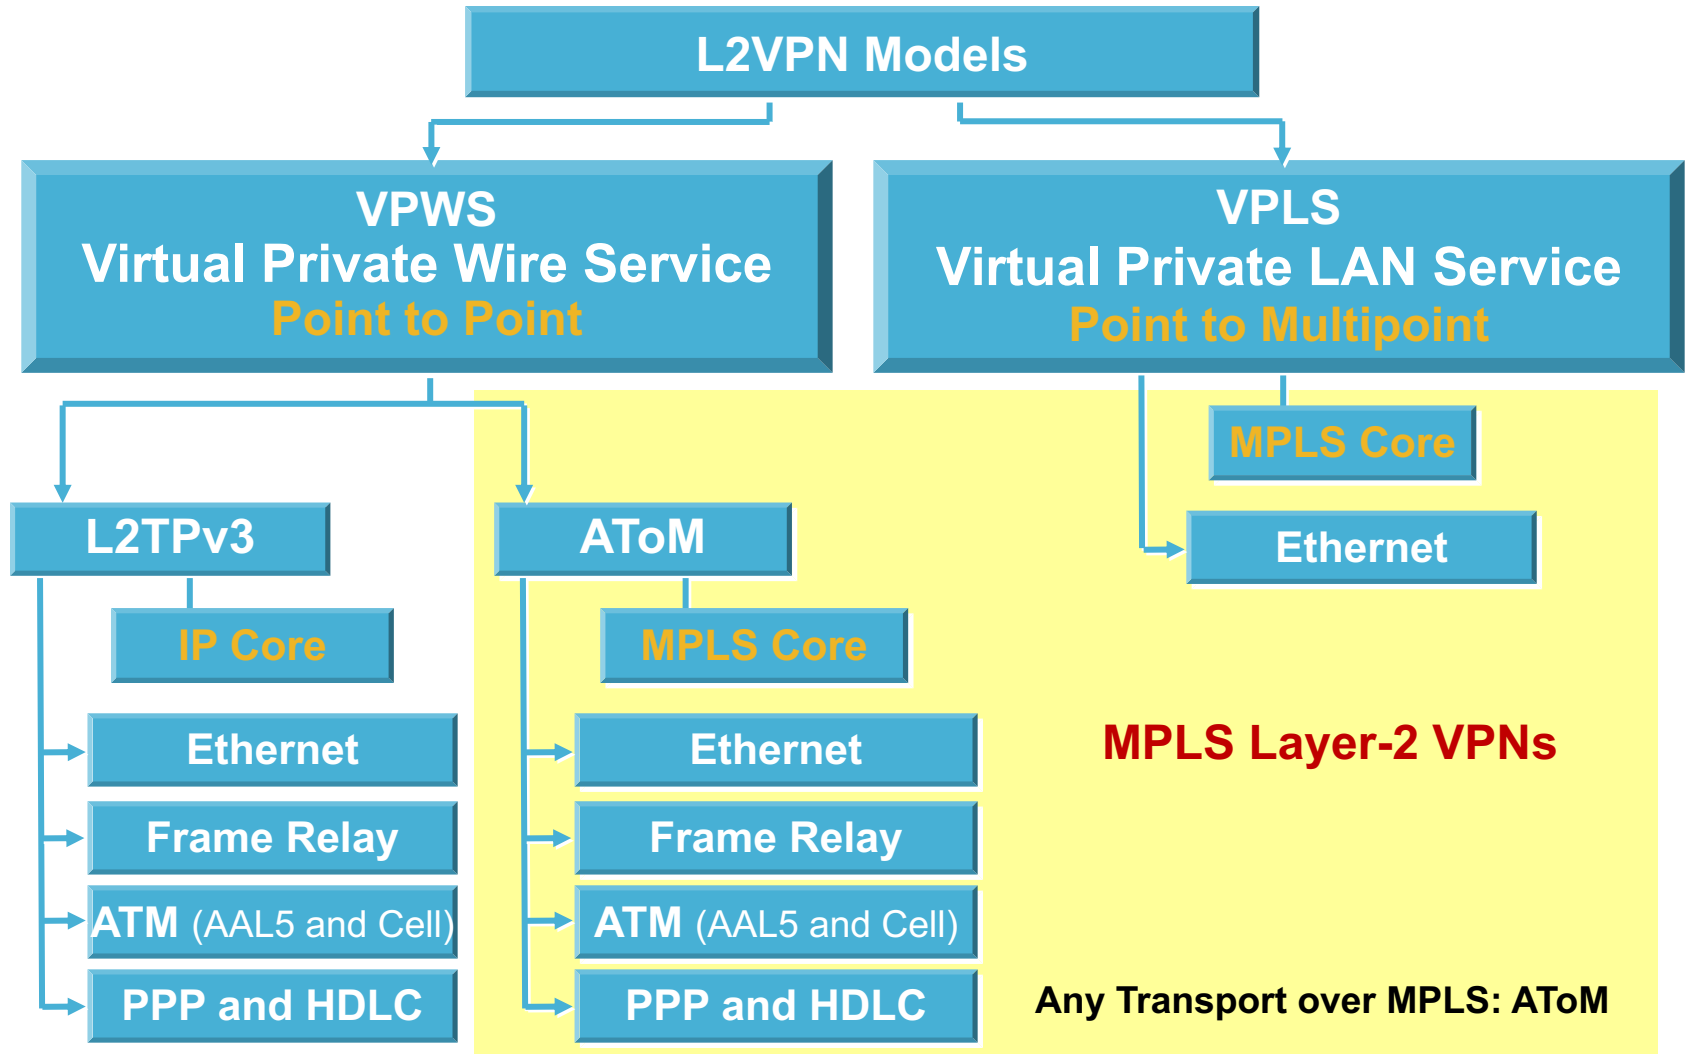 L2VPN Models
VPWS
Virtual Private Wire Service
Point to Point
VPLS
Virtual Private LAN Service
Point to Multipoint
MPLS Core
Ethernet
L2TPv3
IP Core
Ethernet
Frame Relay
ATM (AAL5 and Cell)
PPP and HDLC
AToM
MPLS Core
Ethernet
Frame Relay
ATM (AAL5 and Cell)
PPP and HDLC
MPLS Layer-2 VPNs
Any Transport over MPLS: AToM